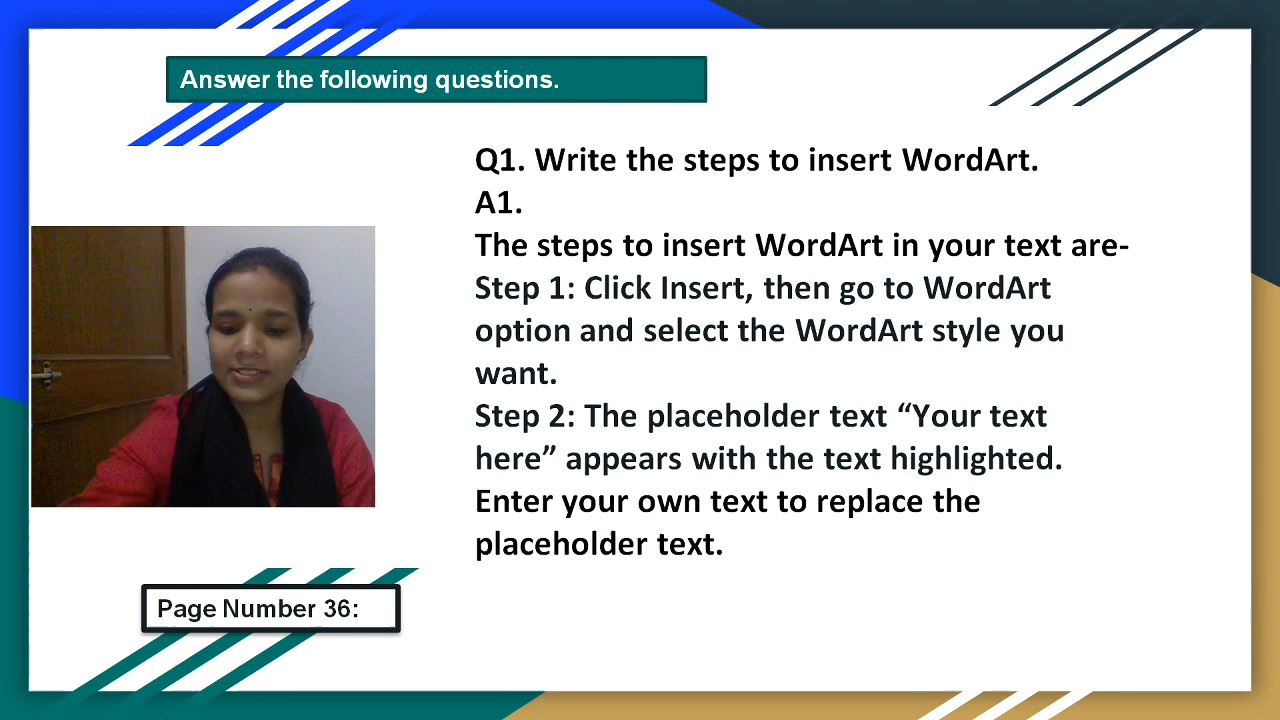 Answer the following questions.
Q1. Write the steps to insert WordArt.
A1.
The steps to insert WordArt in your text are-
Step 1: Click Insert, then go to WordArt
option and select the WordArt style you
want.
Step 2: The placeholder text “Your text
here” appears with the text highlighted.
Enter your own text to replace the
placeholder text.
Page Number 36: